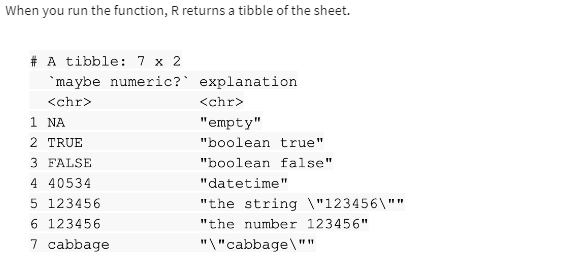 When you run the function, R returns a tibble of the sheet.
# A tibble: 7 x 2
`maybe numeric?` explanation
<chr> <chr>
1 NA "empty"
2 TRUE "boolean true"
3 FALSE "boolean false"
4 40534 "datetime"
5 123456 "the string \"123456\""
6 123456 "the number 123456"
7 cabbage "\"cabbage\""